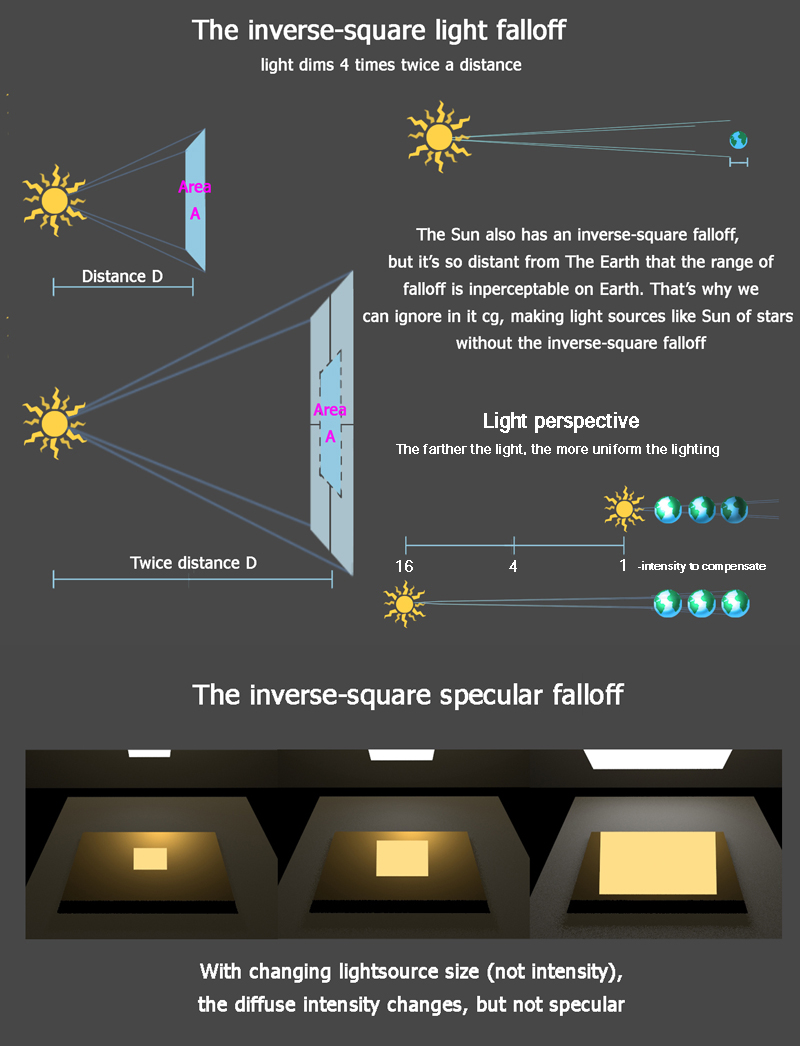 The inverse-square light falloff
light dims 4 times twice a distance
Area
A
Distance D
The Sun also has an inverse-square falloff,
but it's so distant from The Earth that the range of
falloff is inperceptable on Earth. That's why we
can ignore in it cg, making light sources like Sun of stars
without the inverse-square falloff
Area
A
Twice distance D
Light perspective
The farther the light, the more uniform the lighting
16 4 1 -intensity to compensate
The inverse-square specular falloff
With changing lightsource size (not intensity),
the diffuse intensity changes, but not specular